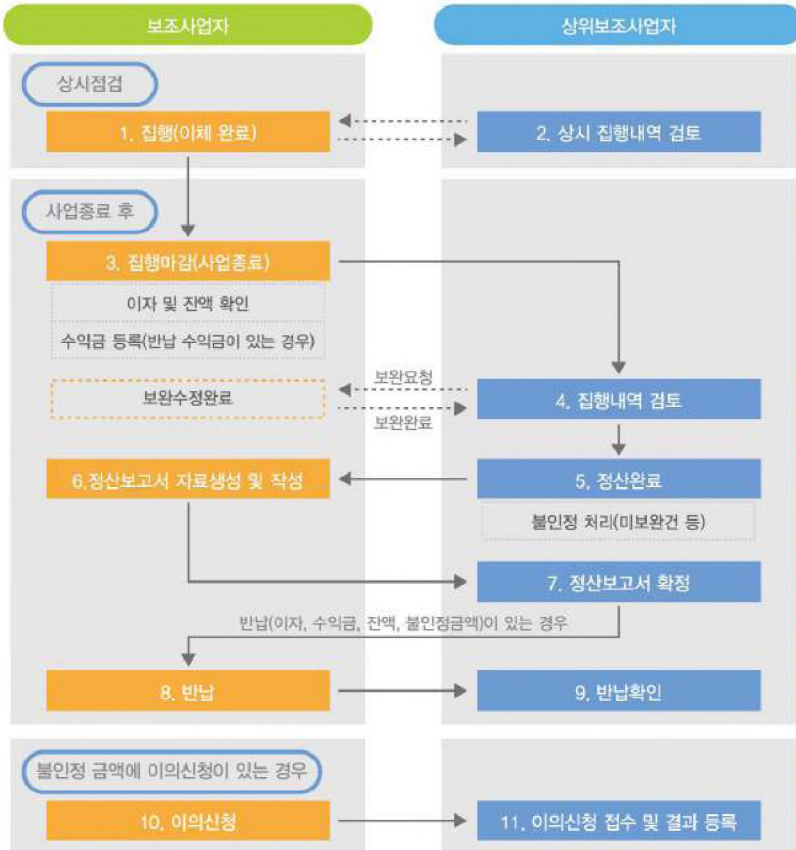 보조사업자
상위보조사업자
상시점검
1. 집행(이체 완료)
2. 상시 집행내역 검토
사업종료 후
3. 집행마감(사업종료)
이자 및 잔액 확인
수익금 등록(반납 수익금이 있는 경우)
보완요청
보완수정완료
4. 집행내역 검토
보완완료
6.정산보고서 자료생성 및 작성
5. 정산완료
불인정 처리(미보완건 등)
7. 정산보고서 확정
반납(이자, 수익금, 잔액, 불인정금액)이 있는 경우
8. 반납
9. 반납확인
불인정 금액에 이의신청이 있는 경우
10. 이의신청
11. 이의신청 접수 및 결과 등록